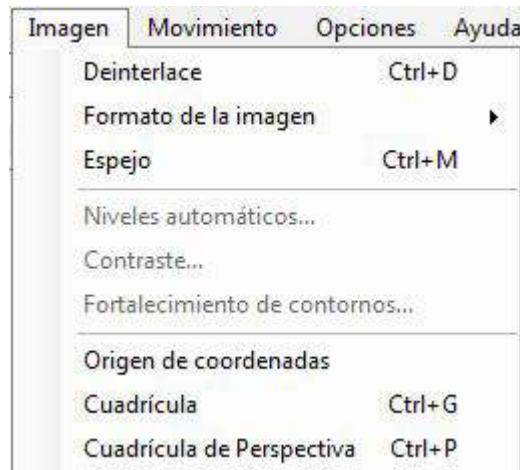 Imagen Movimiento Opciones Ayuda
Deinterlace Ctrl+D
Formato de la imagen
Espejo Ctrl+M
Niveles automáticos...
Contraste...
Fortalecimiento de contornos...
Origen de coordenadas
Cuadrícula Ctrl+G
Cuadrícula de Perspectiva Ctrl+P